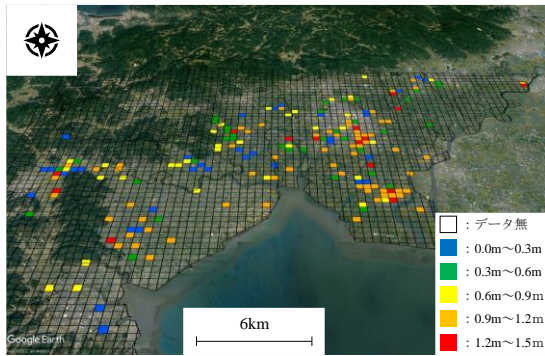 ：データ無
：0.0m～0.3m
：0.3m～0.6m
：0.6m～0.9m
：0.9m～1.2m
：1.2m～1.5m
6km
Google Earth